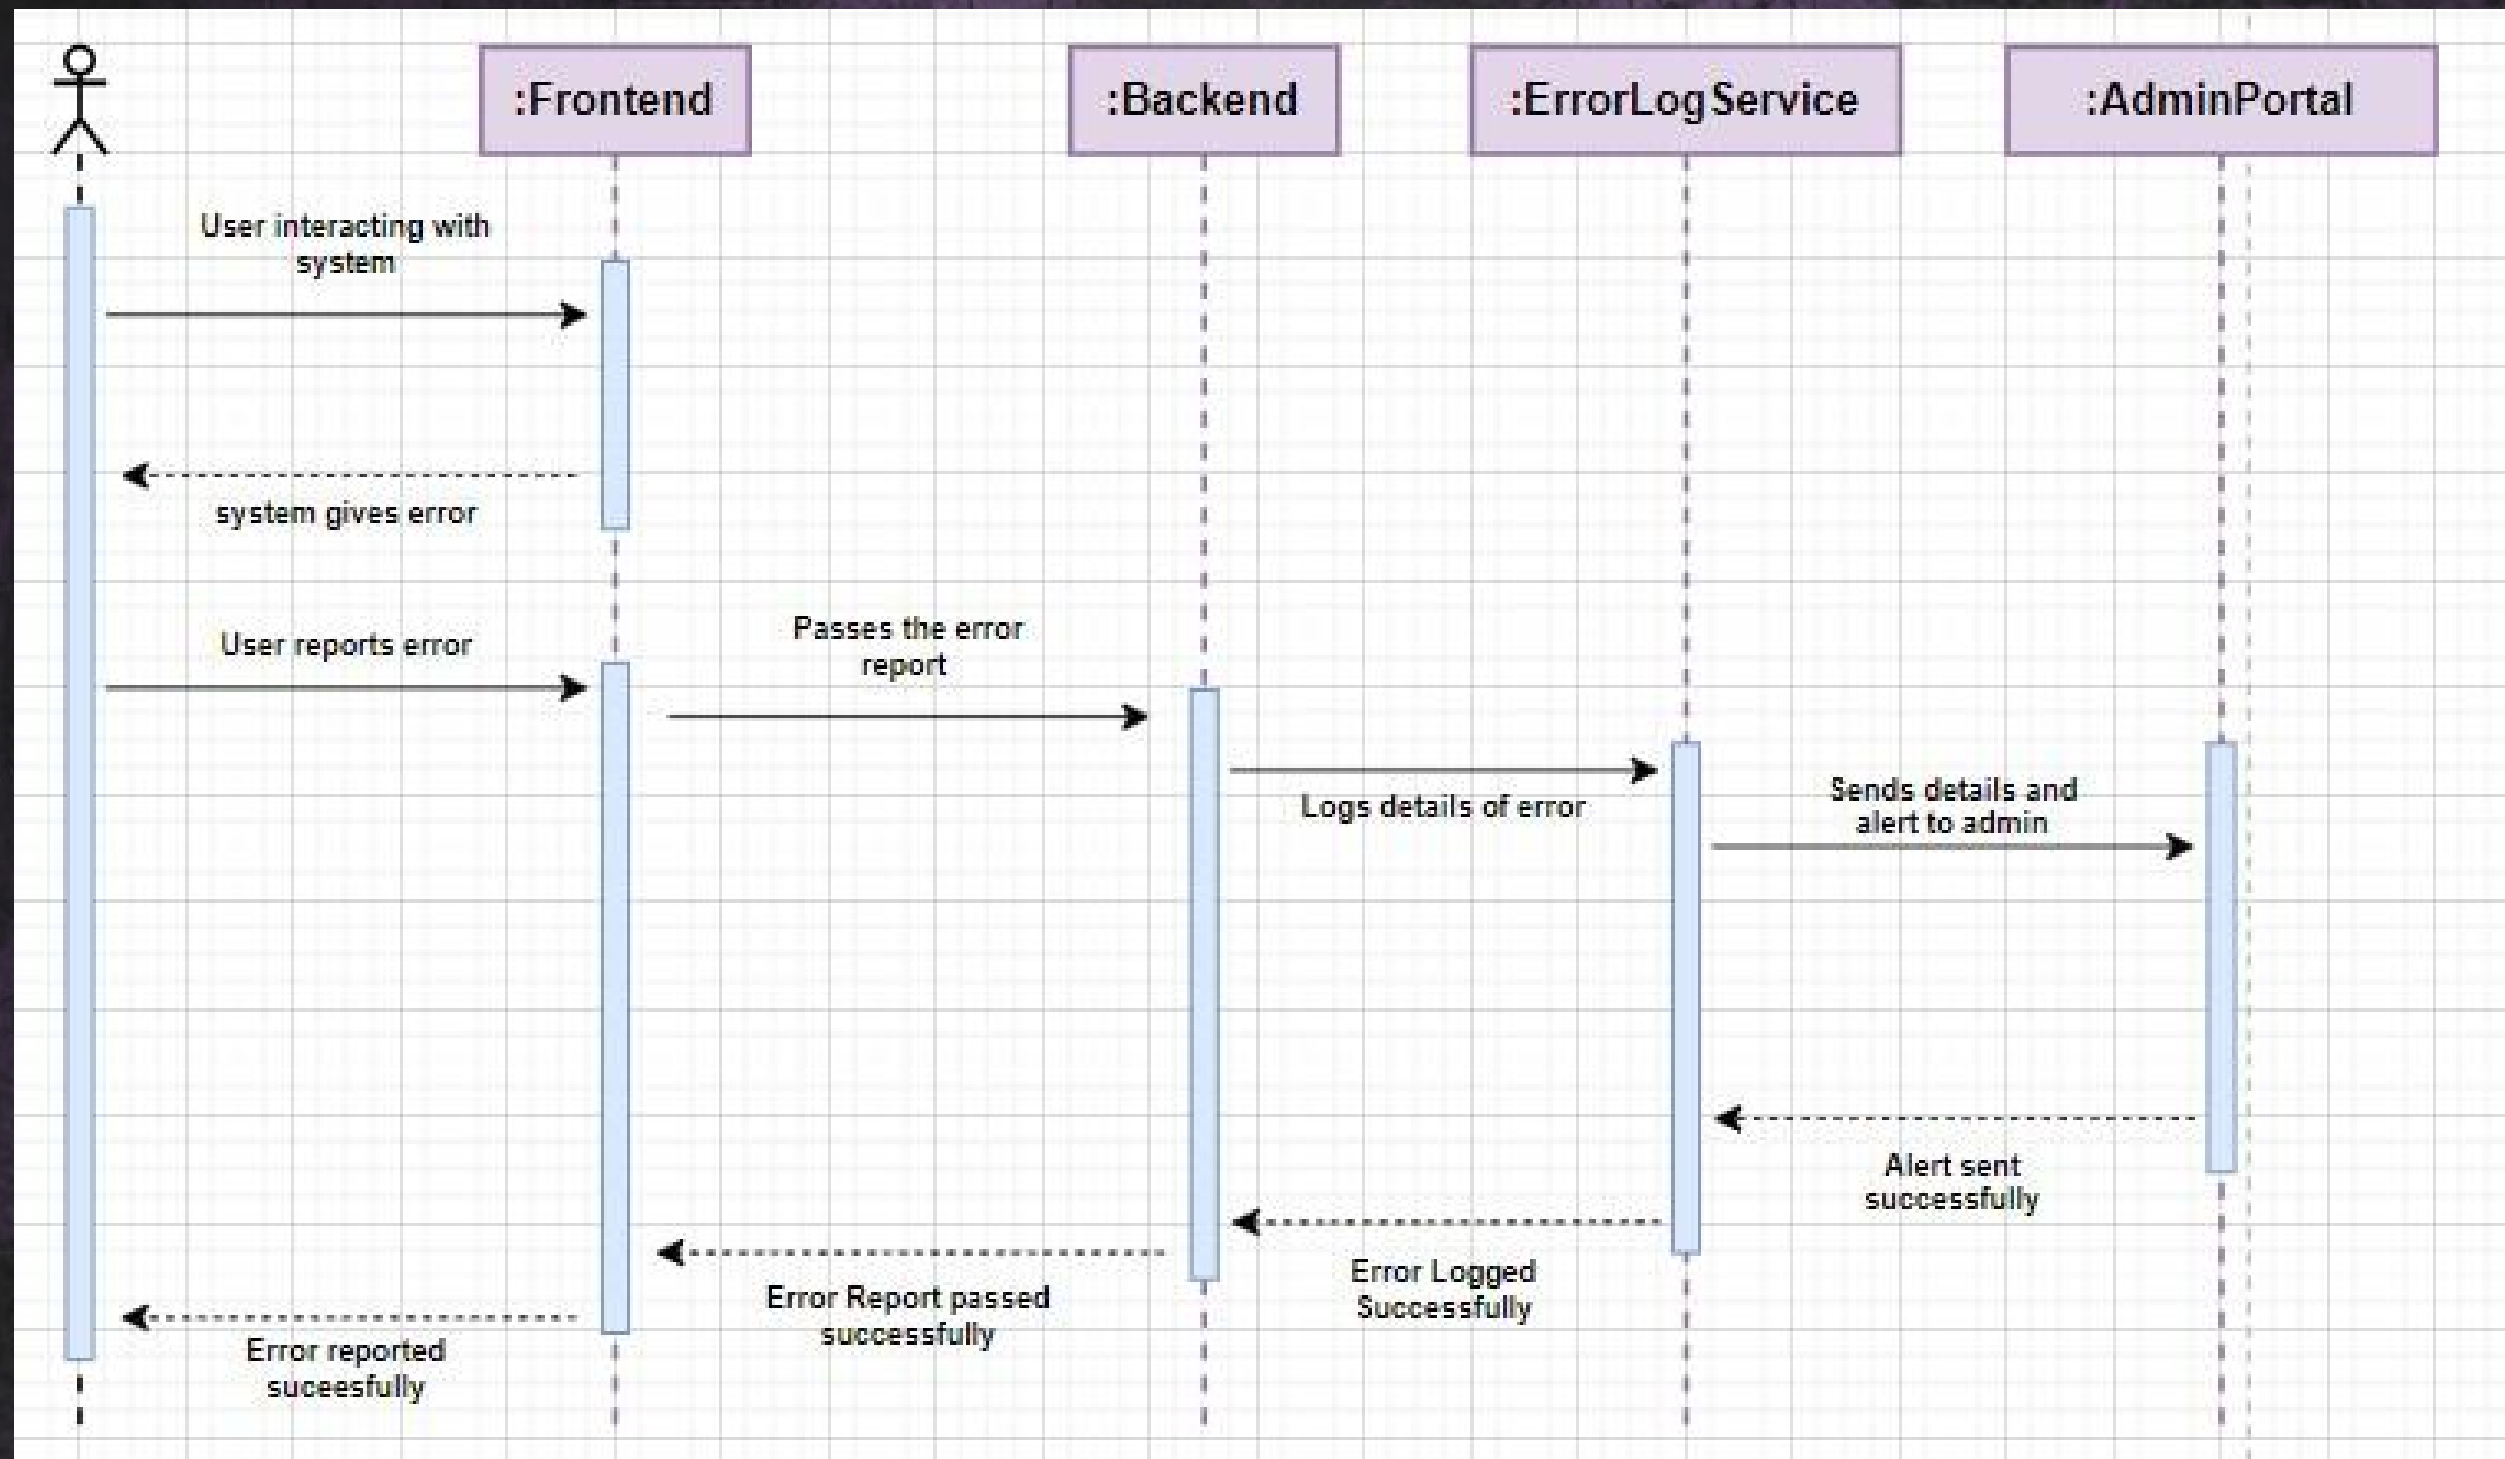 :Frontend
:Backend
:ErrorLogService
:AdminPortal
User interacting with
system
system gives error
User reports error
Passes the error
report
Logs details of error
Sends details and
alert to admin
Alert sent
successfully
Error Logged
Successfully
Error Report passed
successfully
Error reported
suceesfully